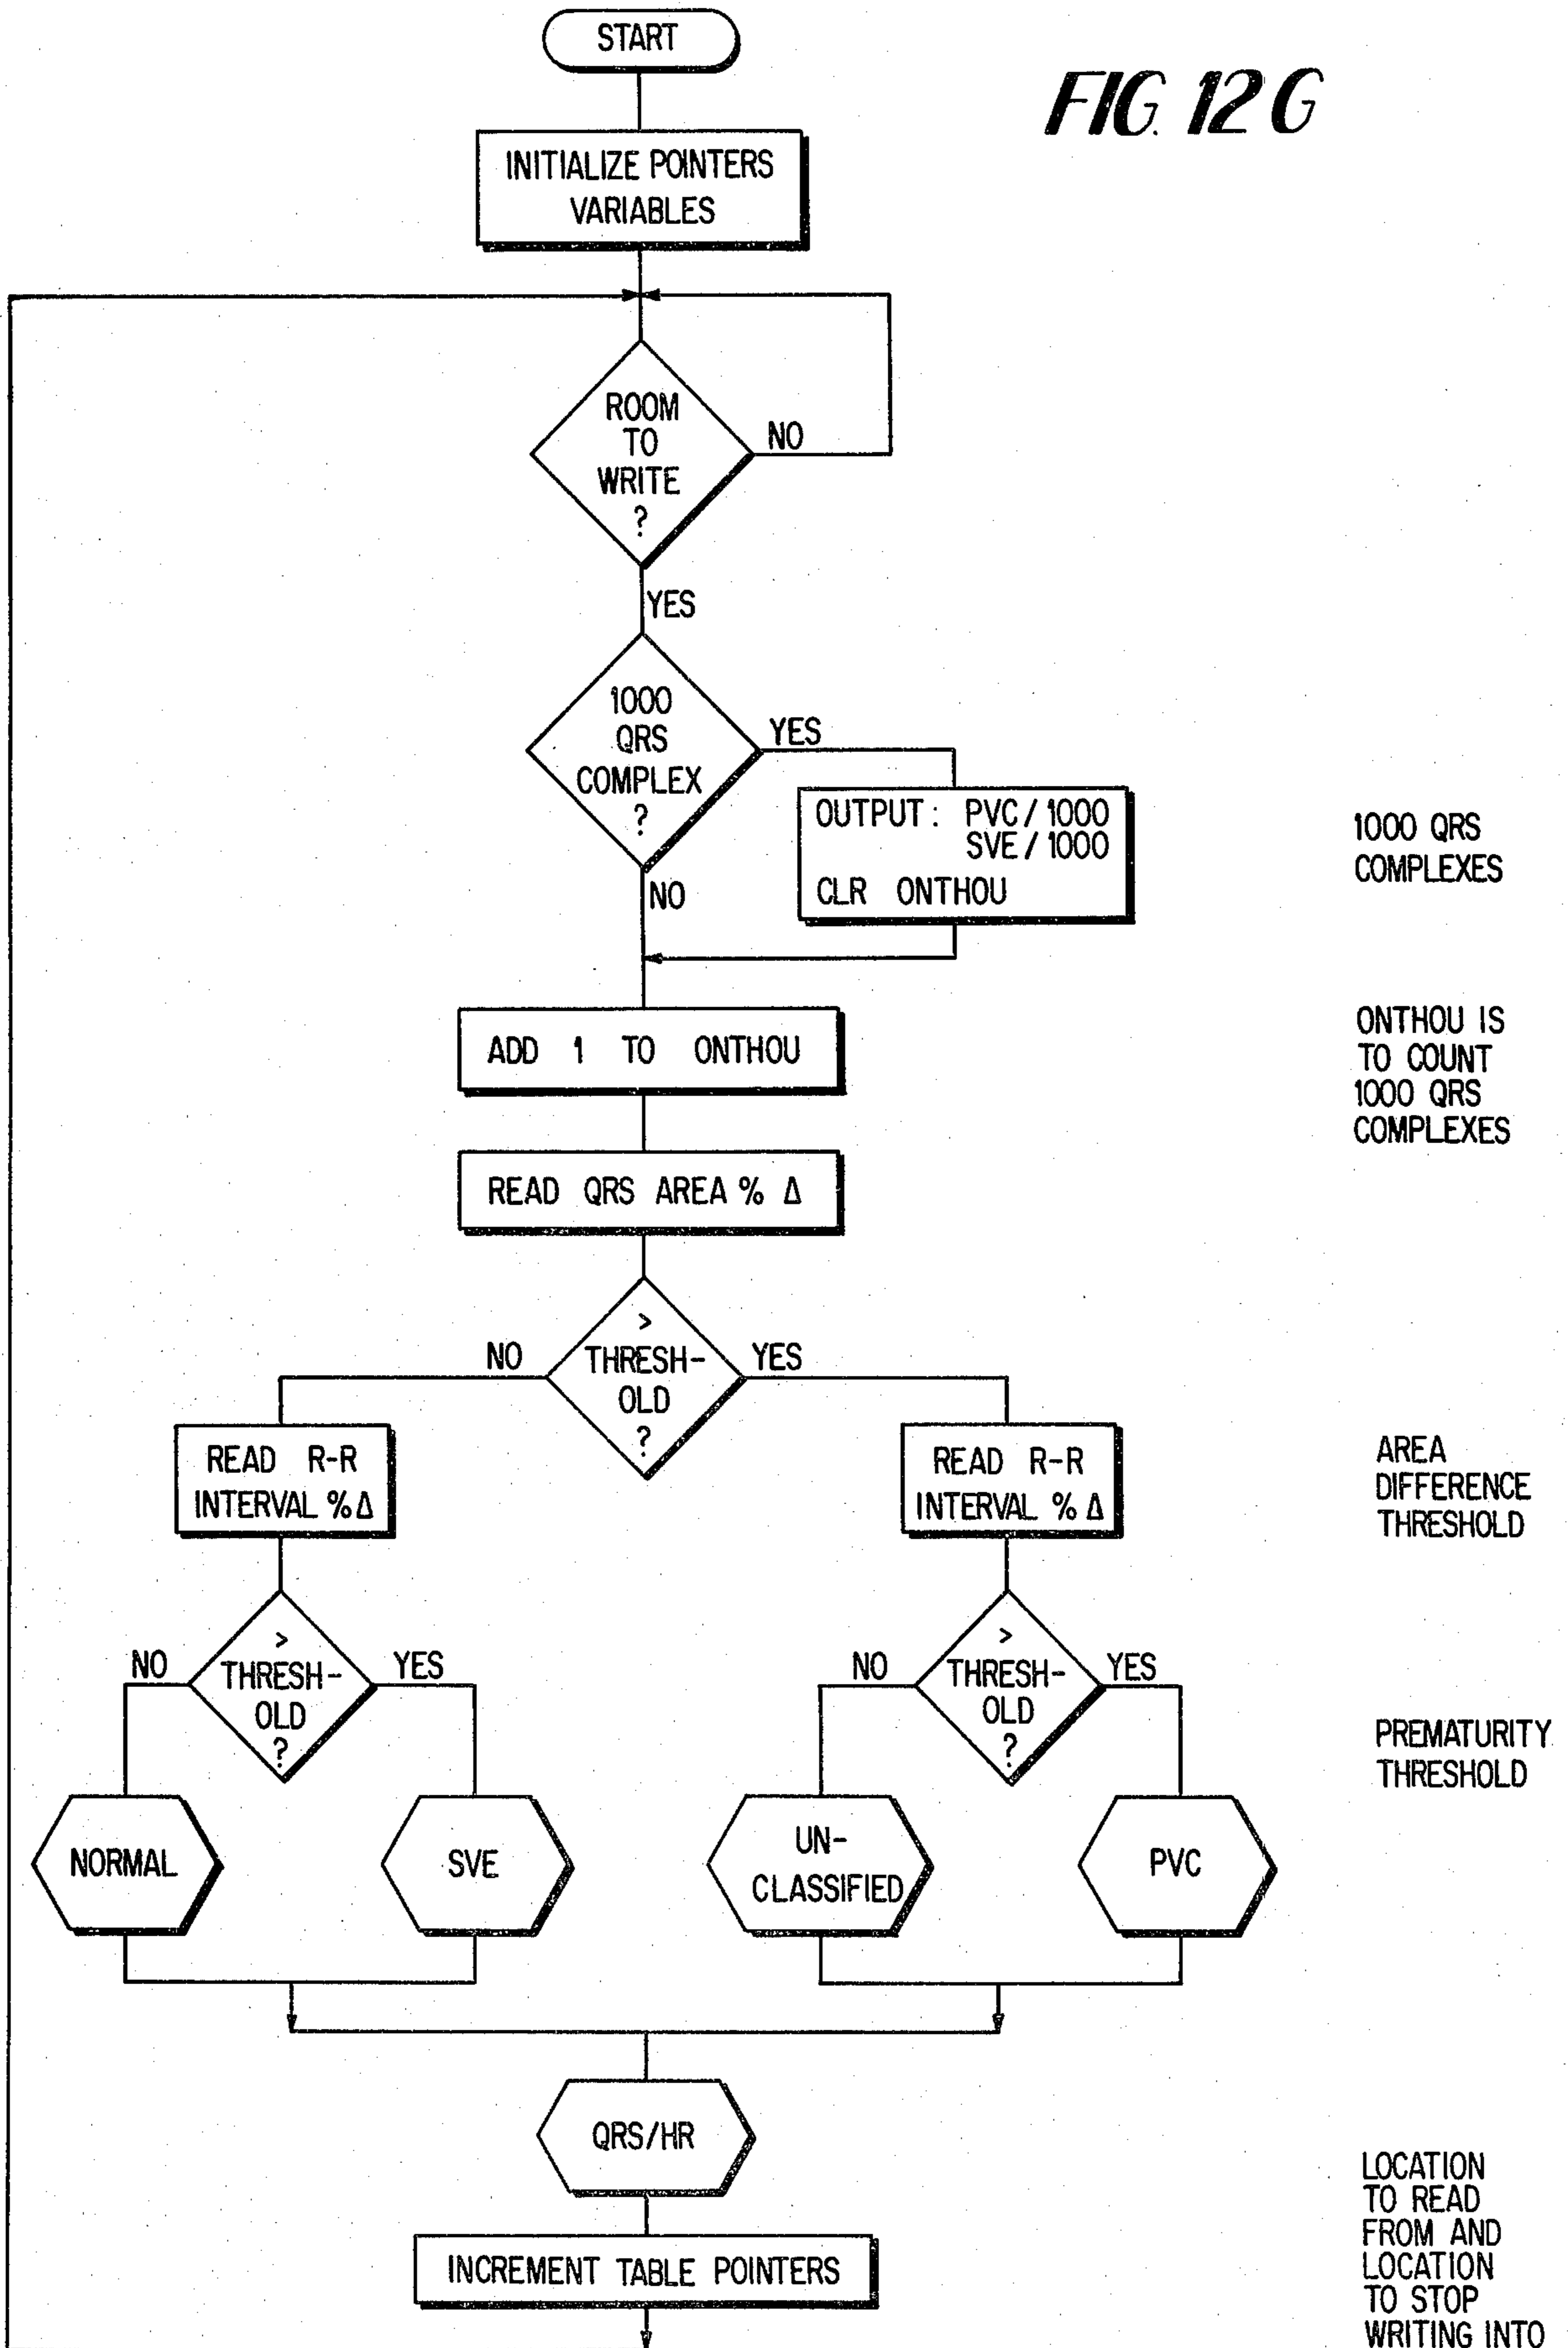 START
FIG. 12G
INITIALIZE POINTERS
VARIABLES
ROOM
TO
WRITE
?
NO
YES
1000
QRS
COMPLEX
?
YES
NO
OUTPUT: PVC/1000
SVE/1000
CLR ONTHOU
1000 QRS
COMPLEXES
ADD 1 TO ONTHOU
ONTHOU IS
TO COUNT
1000 QRS
COMPLEXES
READ QRS AREA % Δ
>
THRESH-
OLD
?
NO
YES
READ R-R
INTERVAL % Δ
READ R-R
INTERVAL % Δ
AREA
DIFFERENCE
THRESHOLD
>
THRESH-
OLD
?
NO
YES
>
THRESH-
OLD
?
NO
YES
PREMATURITY
THRESHOLD
NORMAL
SVE
UN-
CLASSIFIED
PVC
QRS/HR
INCREMENT TABLE POINTERS
LOCATION
TO READ
FROM AND
LOCATION
TO STOP
WRITING INTO